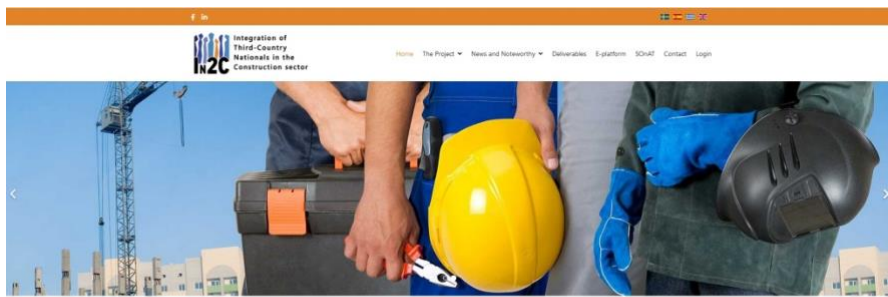 f in
Integration of
Third-Country
Nationals in the
Construction sector
IN2C
Home The Project News and Noteworthy Deliverables E-platform SOnAT Contact Login